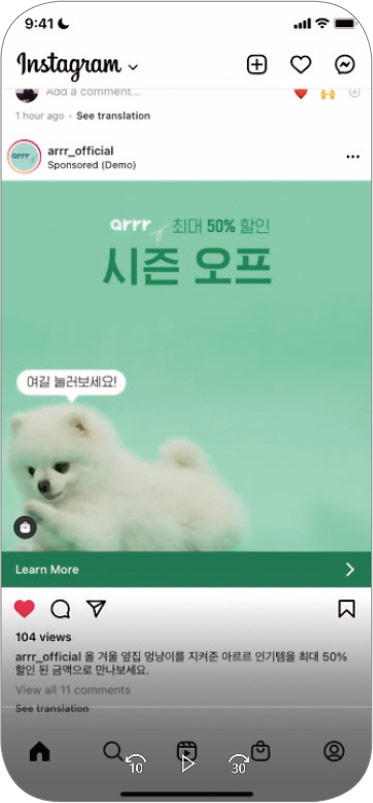 9:41
Instagram
Add a comment...
1 hour ago · See translation
arrr_official
Sponsored (Demo)
arrr 최대 50% 할인
시즌 오프
여길 눌러보세요!
Learn More
104 views
arrr_official 올 겨울 옆집 멍냥이를 지켜준 아르르 인기템을 최대 50%
할인 된 금액으로 만나보세요.
View all 11 comments
See translation
10
30